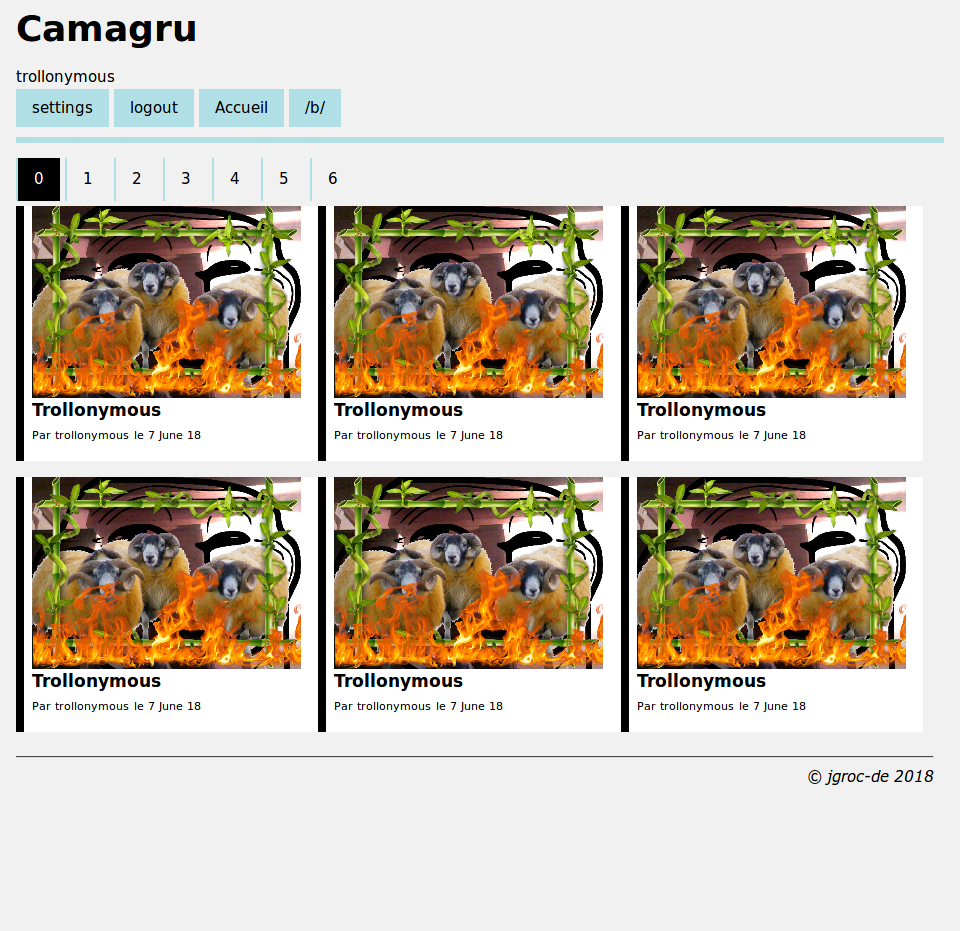 Camagru
trollonymous
settings logout Accueil /b/
0 1 2 3 4 5 6
Trollonymous Trollonymous Trollonymous
Par trollonymous le 7 June 18 Par trollonymous le 7 June 18 Par trollonymous le 7 June 18
Trollonymous Trollonymous Trollonymous
Par trollonymous le 7 June 18 Par trollonymous le 7 June 18 Par trollonymous le 7 June 18
© jgroc-de 2018